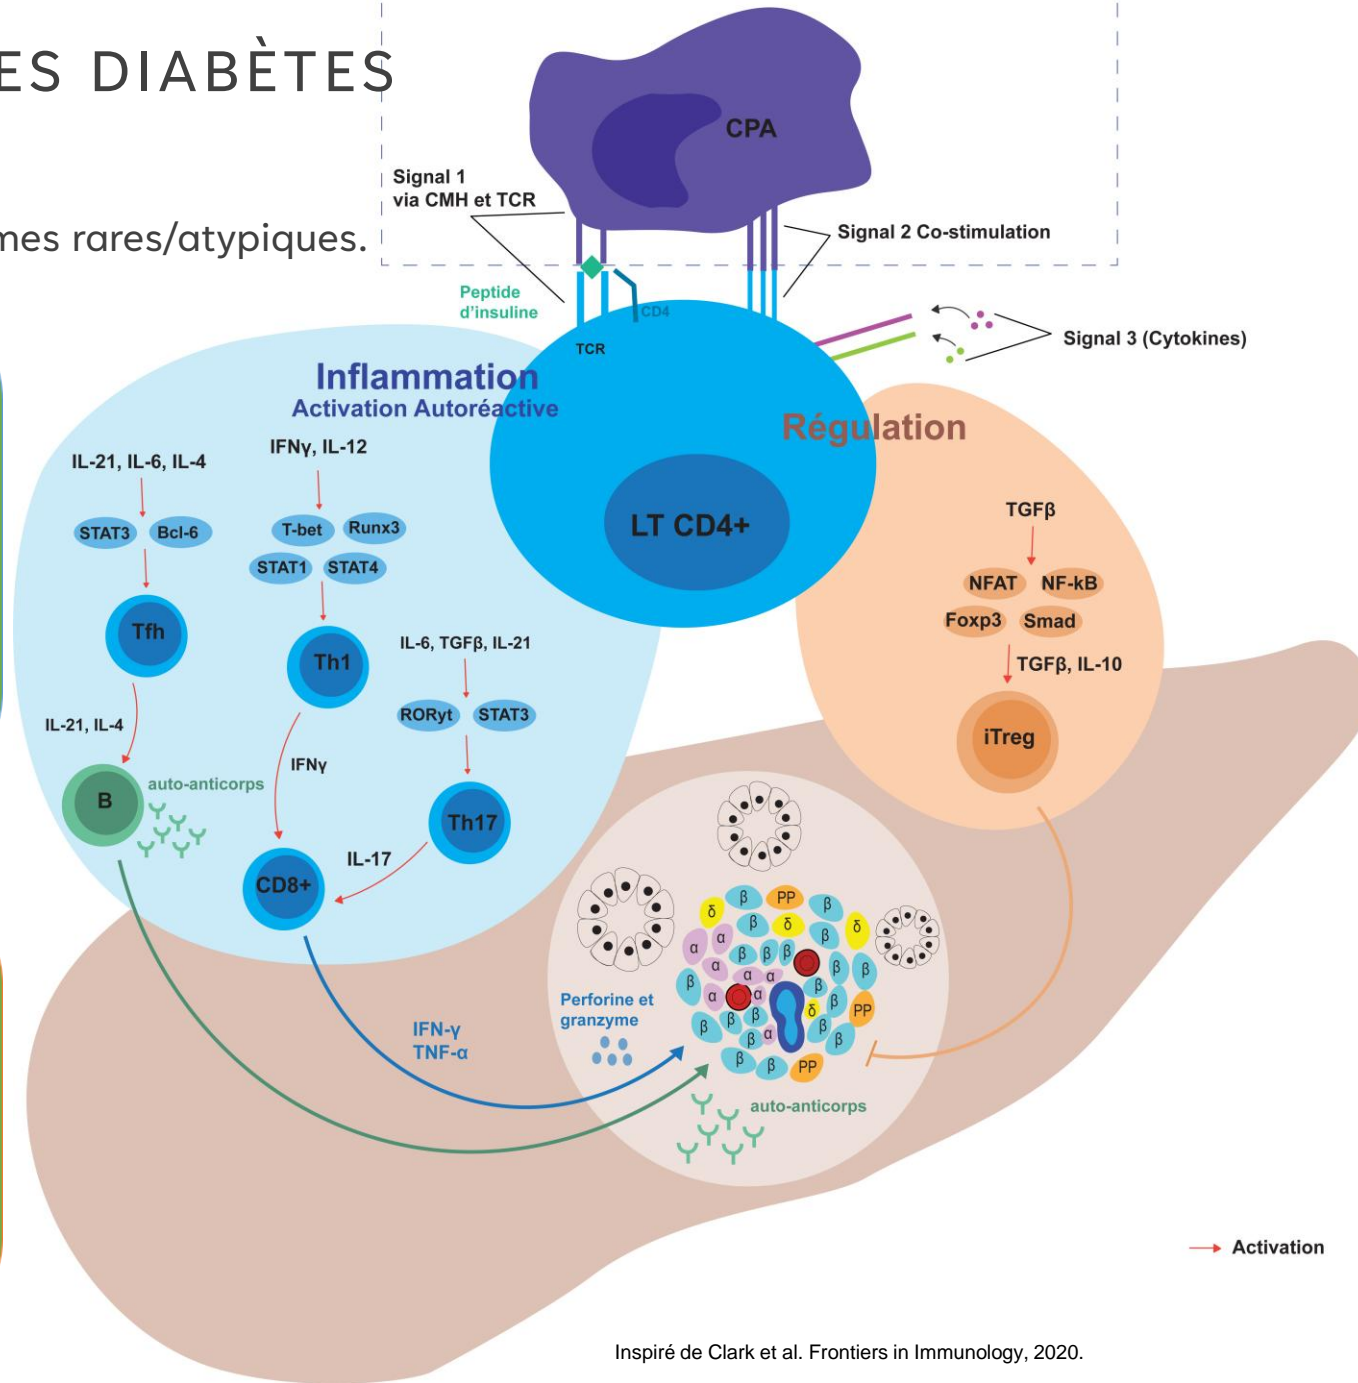 ES DIABÈTES
mes rares/atypiques.
CPA
Signal 1
via CMH et TCR
Signal 2 Co-stimulation
Peptide
d'insuline
CD4
TCR
Signal 3 (Cytokines)
Inflammation
Activation Autoréactive
Régulation
LT CD4+
IL-21, IL-6, IL-4
STAT3
Bcl-6
Tfh
IL-21, IL-4
B
auto-anticorps
IFNγ, IL-12
T-bet
Runx3
STAT1
STAT4
Th1
IFNγ
CD8+
IL-6, TGFβ, IL-21
RORyt
STAT3
Th17
IL-17
TGFβ
NFAT
NF-kB
Foxp3
Smad
TGFβ, IL-10
iTreg
β
PP
β
δ
β
δ
β
δ
α
α
β
β
β
α
α
α
β
β
β
α
α
β
β
δ
PP
β
β
β
β
α
β
β
β
β
PP
Perforine et
granzyme
IFN-γ
TNF-α
auto-anticorps
Activation
Inspiré de Clark et al. Frontiers in Immunology, 2020.